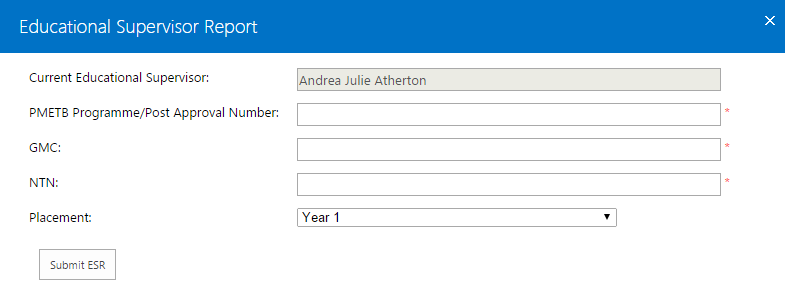 Educational Supervisor Report
Current Educational Supervisor: Andrea Julie Atherton
PMETB Programme/Post Approval Number: *
GMC: *
NTN: *
Placement: Year 1
Submit ESR